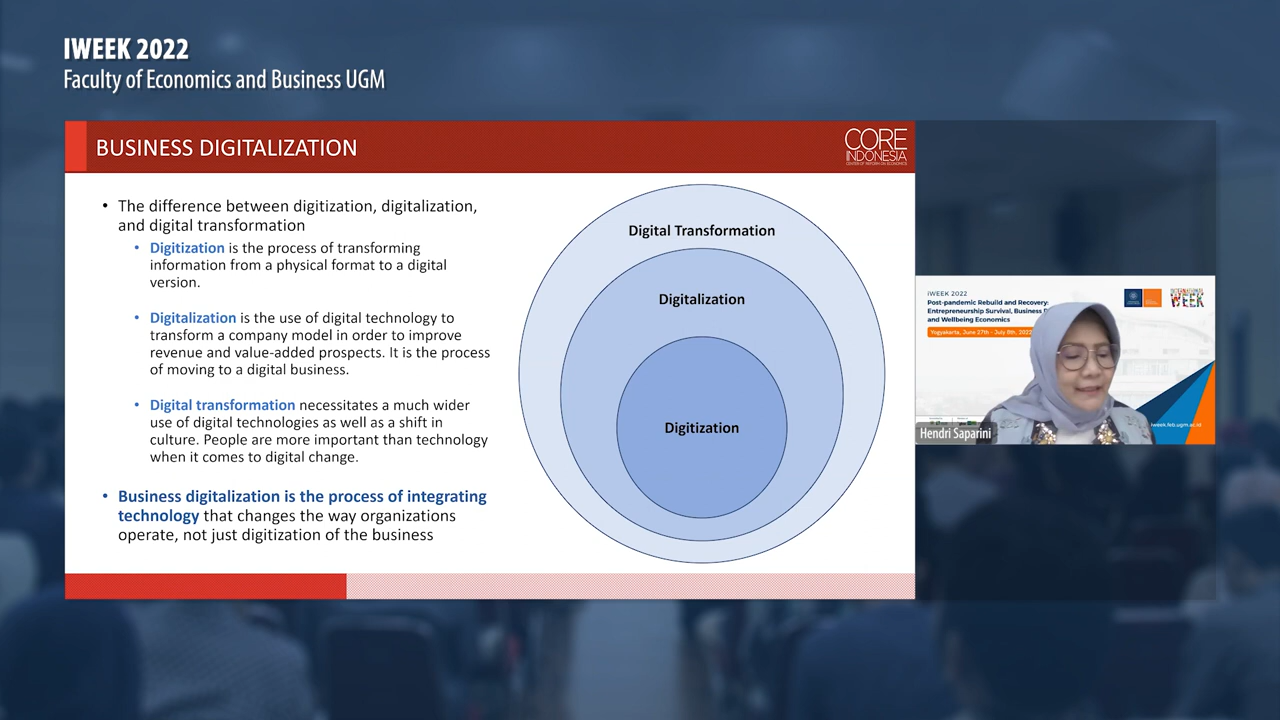 IWEEK 2022
Faculty of Economics and Business UGM
BUSINESS DIGITALIZATION
CORE
INDONESIA
CENTER OF REFORM ON ECONOMICS
• The difference between digitization, digitalization,
and digital transformation
• Digitization is the process of transforming
information from a physical format to a digital
version.
• Digitalization is the use of digital technology to
transform a company model in order to improve
revenue and value-added prospects. It is the process
of moving to a digital business.
• Digital transformation necessitates a much wider
use of digital technologies as well as a shift in
culture. People are more important than technology
when it comes to digital change.
• Business digitalization is the process of integrating
technology that changes the way organizations
operate, not just digitization of the business
Digital Transformation
Digitalization
Digitization
IWEEK 2022
Post-pandemic Rebuild and Recovery:
Entrepreneurship Survival, Business
and Wellbeing Economics
Yogyakarta, June 27th - July 8th, 2022
INTERNATIONAL
WEEK
Hendri Saparini
iweek.feb.ugm.ac.id